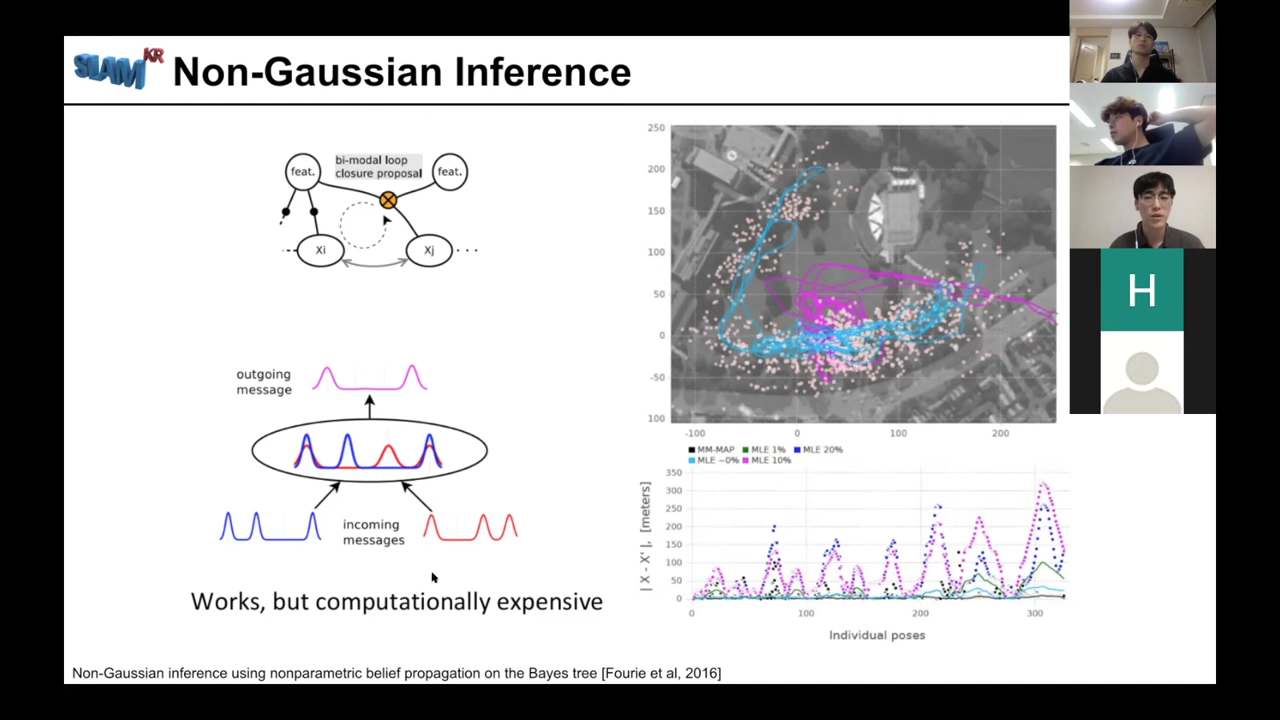 SLAM KR
Non-Gaussian Inference
feat.
bi-modal loop
closure proposal
feat.
Xi
Xj
outgoing
message
incoming
messages
Works, but computationally expensive
250
200
150
100
50
0
-50
100
-100
0
100
200
MM-MAP MLE 1% MLE 20%
MLE ~0% MLE 10%
| X - X' |, [meters]
350
300
250
200
150
100
50
0
0
100
200
300
Individual poses
Non-Gaussian inference using nonparametric belief propagation on the Bayes tree [Fourie et al, 2016]
H